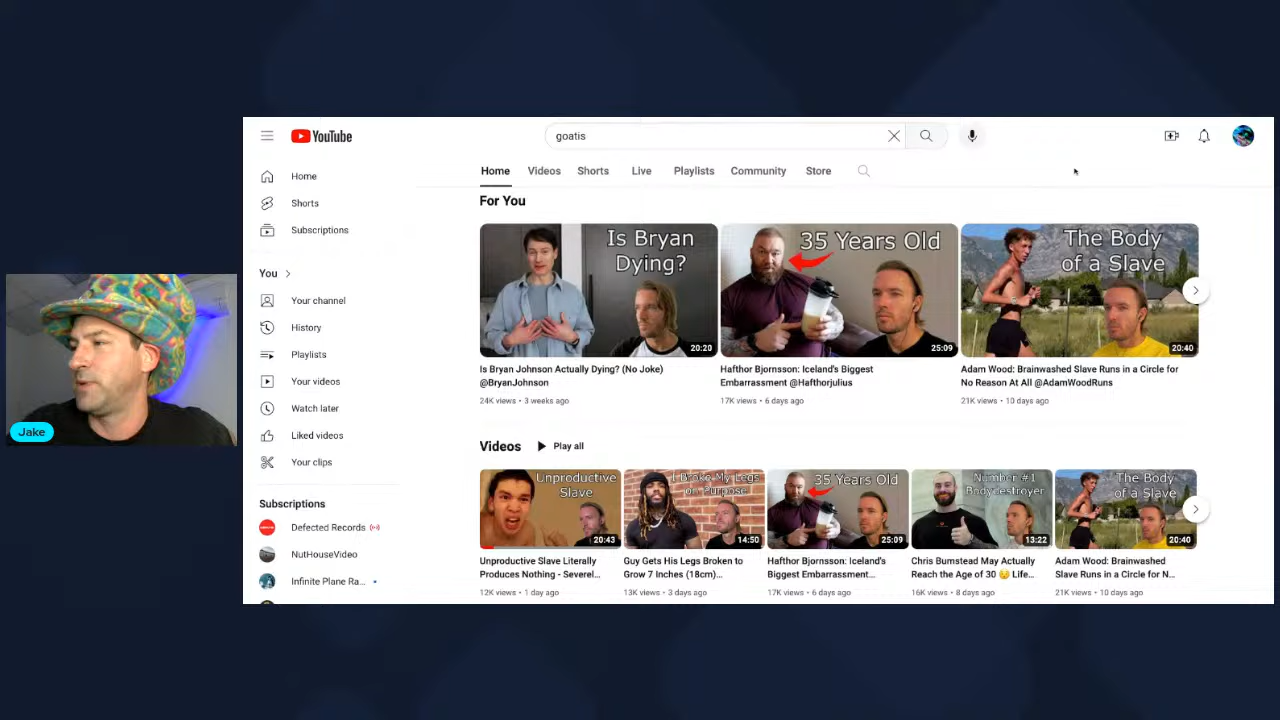 YouTube
goatis
Home
Videos
Shorts
Live
Playlists
Community
Store
Home
Shorts
Subscriptions
You
Your channel
History
Playlists
Your videos
Watch later
Liked videos
Your clips
Subscriptions
Defected Records
NutHouseVideo
Infinite Plane Ra...
Jake
For You
Is Bryan
Dying?
20:20
Is Bryan Johnson Actually Dying? (No Joke)
@BryanJohnson
24K views • 3 weeks ago
35 Years Old
25:09
Hafthor Bjornsson: Iceland's Biggest
Embarrassment @Hafthorjulius
17K views • 6 days ago
The Body
of a Slave
20:40
Adam Wood: Brainwashed Slave Runs in a Circle for
No Reason At All @AdamWoodRuns
21K views • 10 days ago
Videos
Play all
Unproductive
Slave
20:43
Unproductive Slave Literally
Produces Nothing - Severel...
12K views • 1 day ago
I Broke My Legs
on Purpose
14:50
Guy Gets His Legs Broken to
Grow 7 Inches (18cm)...
13K views • 3 days ago
35 Years Old
25:09
Hafthor Bjornsson: Iceland's
Biggest Embarrassment...
17K views • 6 days ago
Number #1
Bodydestroyer
13:22
Chris Bumstead May Actually
Reach the Age of 30 😔 Life...
16K views • 8 days ago
The Body
of a Slave
20:40
Adam Wood: Brainwashed
Slave Runs in a Circle for N...
21K views • 10 days ago